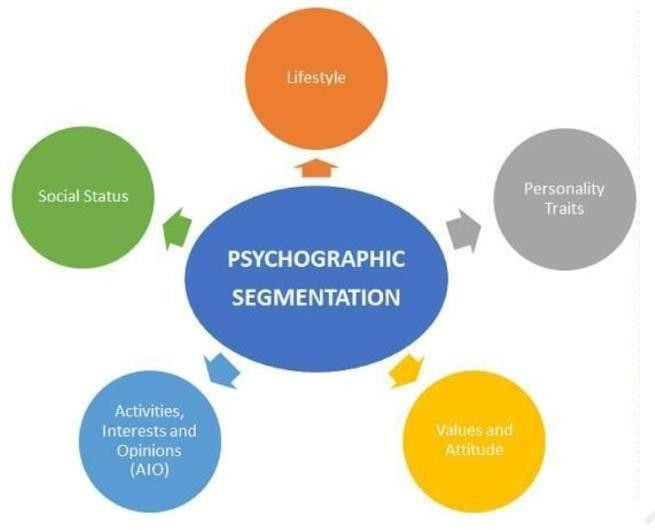 Lifestyle
Social Status
Personality
Traits
PSYCHOGRAPHIC
SEGMENTATION
Activities,
Interests and
Opinions
(AIO)
Values and
Attitude